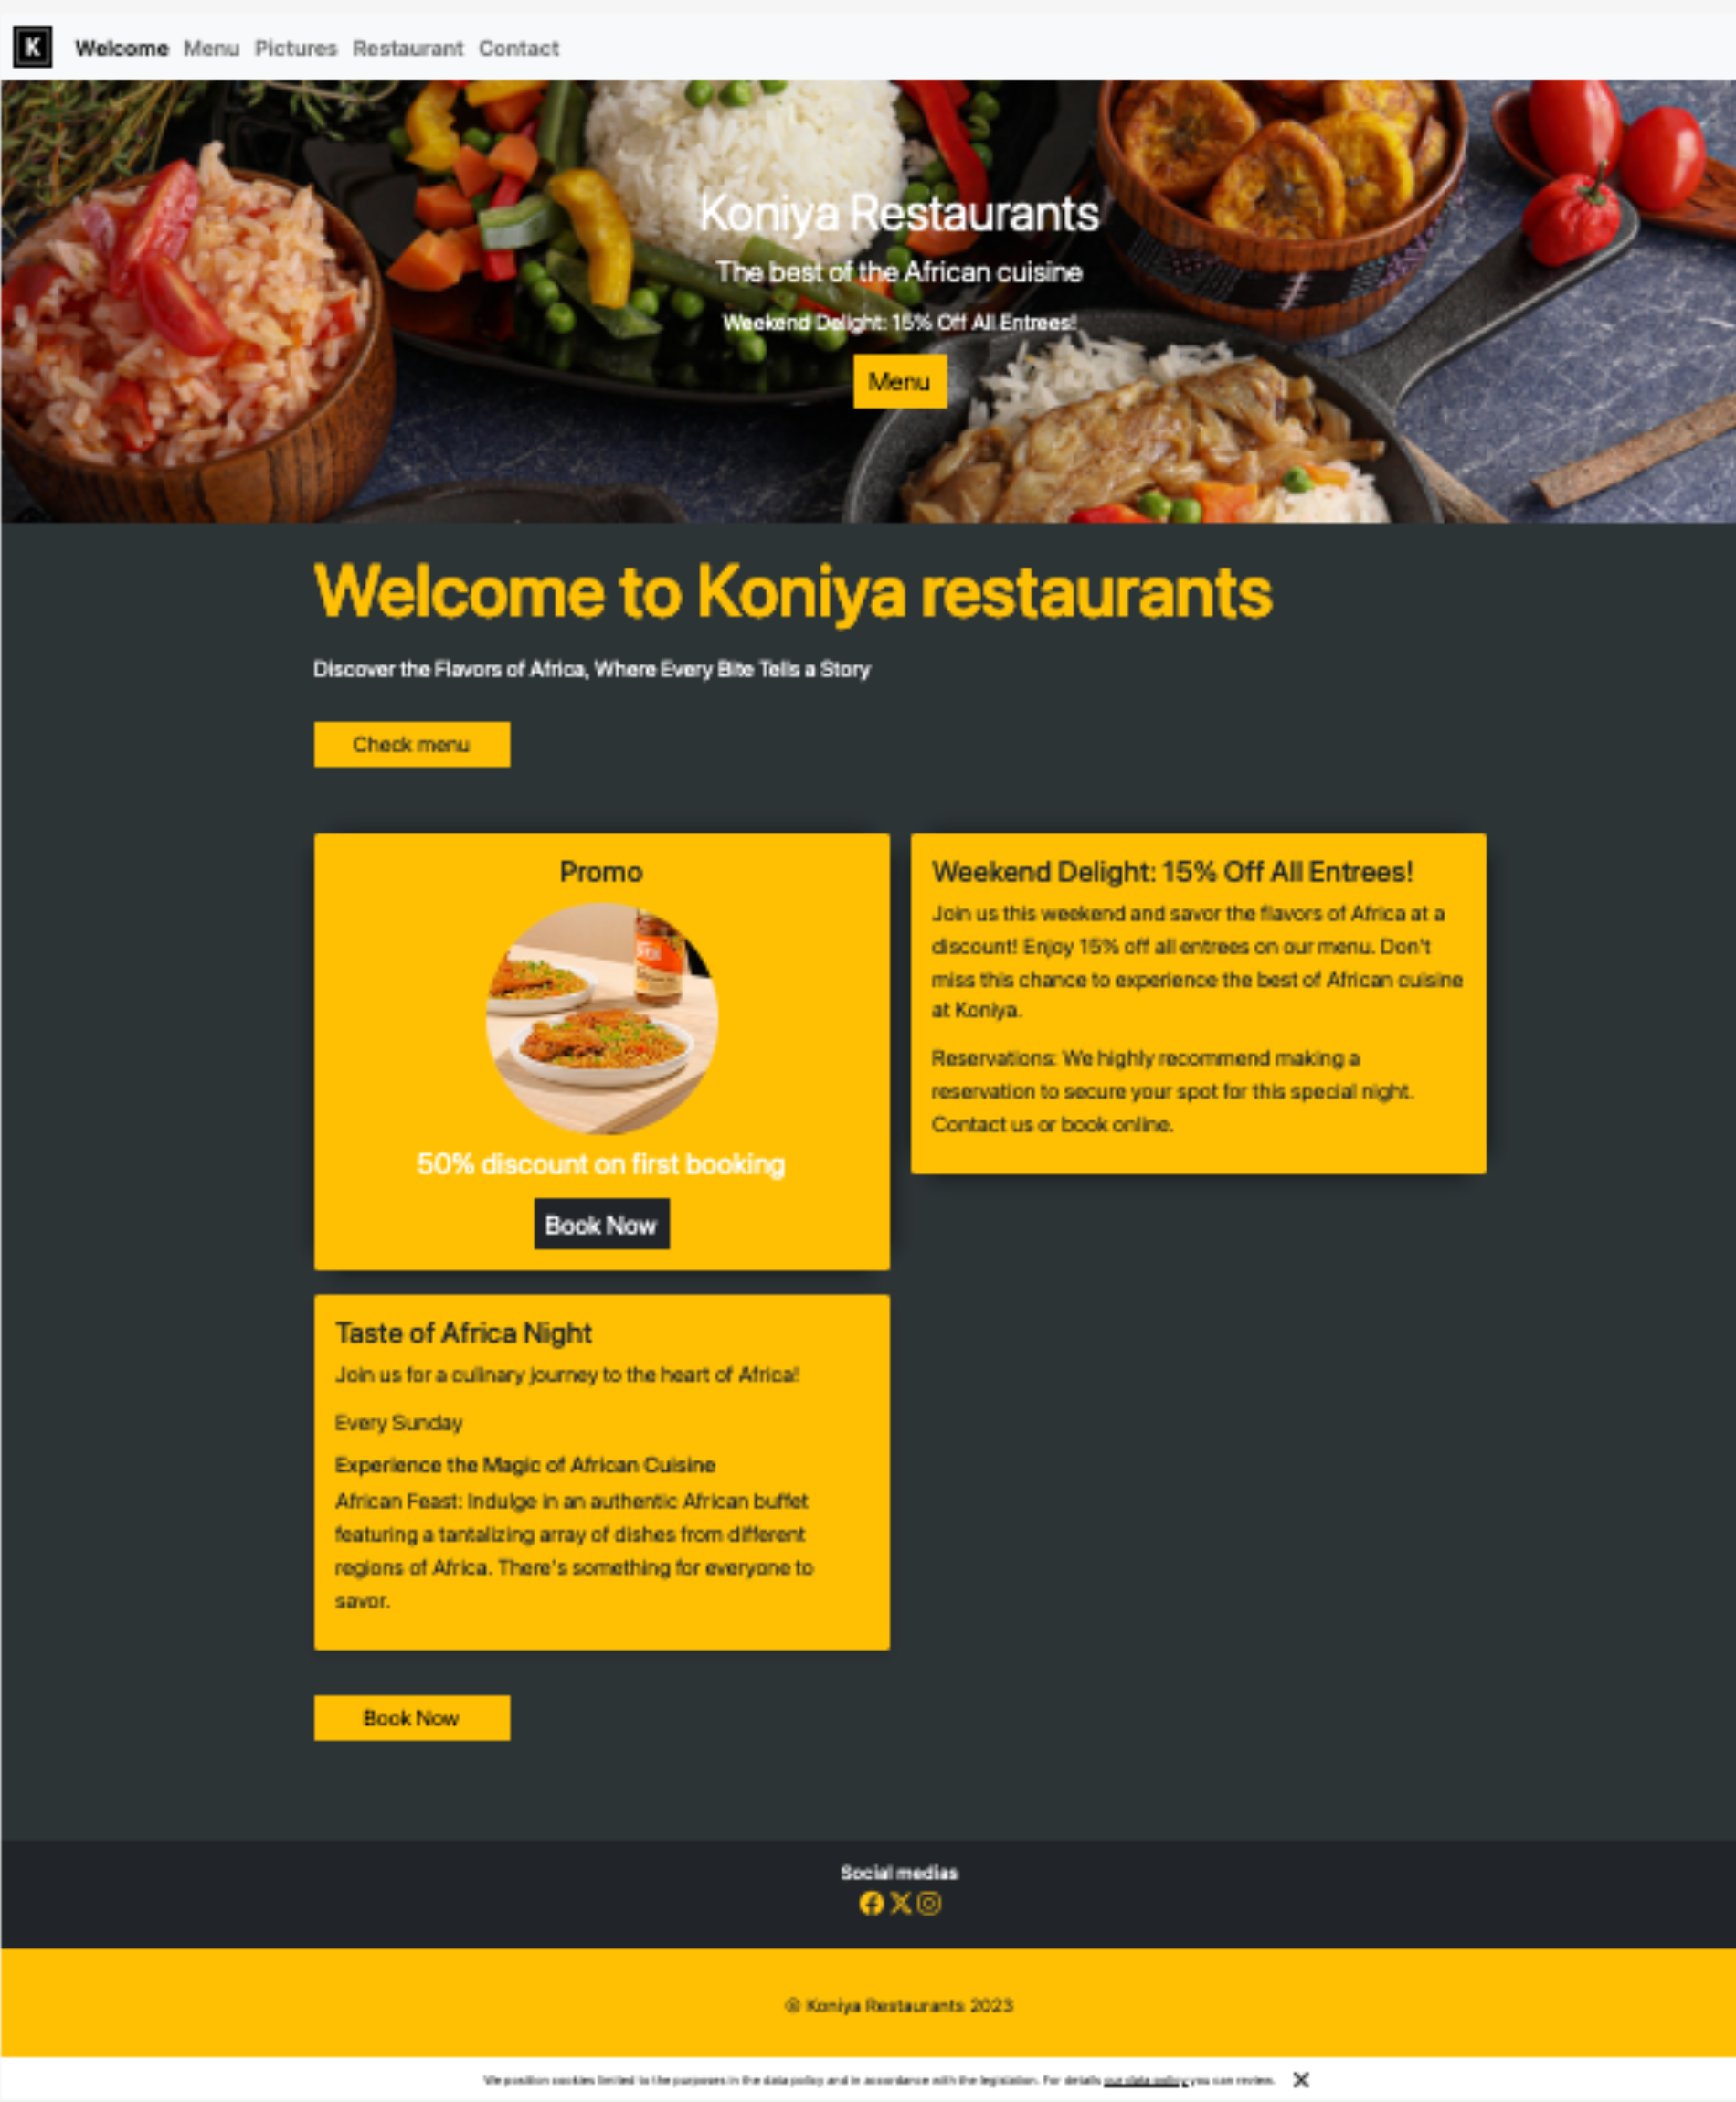 K
Welcome Menu Pictures Restaurant Contact
Koniya Restaurants
The best of the African cuisine
Weekend Delight: 15% Off All Entrees!
Menu
Welcome to Koniya restaurants
Discover the Flavors of Africa, Where Every Bite Tells a Story
Check menu
Promo
50% discount on first booking
Book Now
Weekend Delight: 15% Off All Entrees!
Join us this weekend and savor the flavors of Africa at a
discount! Enjoy 15% off all entrees on our menu. Don't
miss this chance to experience the best of African cuisine
at Koniya.
Reservations: We highly recommend making a
reservation to secure your spot for this special night.
Contact us or book online.
Taste of Africa Night
Join us for a culinary journey to the heart of Africa!
Every Sunday
Experience the Magic of African Cuisine
African Feast: Indulge in an authentic African buffet
featuring a tantalizing array of dishes from different
regions of Africa. There's something for everyone to
savor.
Book Now
Social medias
© Koniya Restaurants 2023
We position cookies limited to the purposes in the data policy and in accordance with the legislation. For details our data policy you can review.